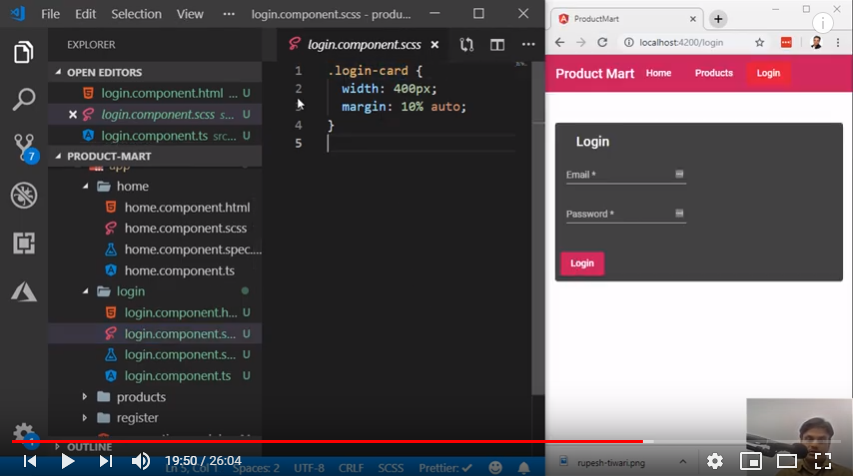 File Edit Selection View ··· login.component.scss - produ...
EXPLORER
OPEN EDITORS
login.component.html ... U
login.component.scss s... U
login.component.ts src... U
PRODUCT-MART
app
home
home.component.html
home.component.scss
home.component.spec....
home.component.ts
login
login.component.h... U
login.component.s... U
login.component.s... U
login.component.ts U
products
register
OUTLINE
7
login.component.scss
1 .login-card {
2 width: 400px;
margin: 10% auto;
4 }
5
ProductMart
localhost:4200/login
Product Mart Home Products Login
Login
Email *
Password *
Login
rupesh-tiwari.png
19:50 / 26:04
Ln 5, Col 1 Spaces: 2 UTF-8 CRLF SCSS Prettier: ✓